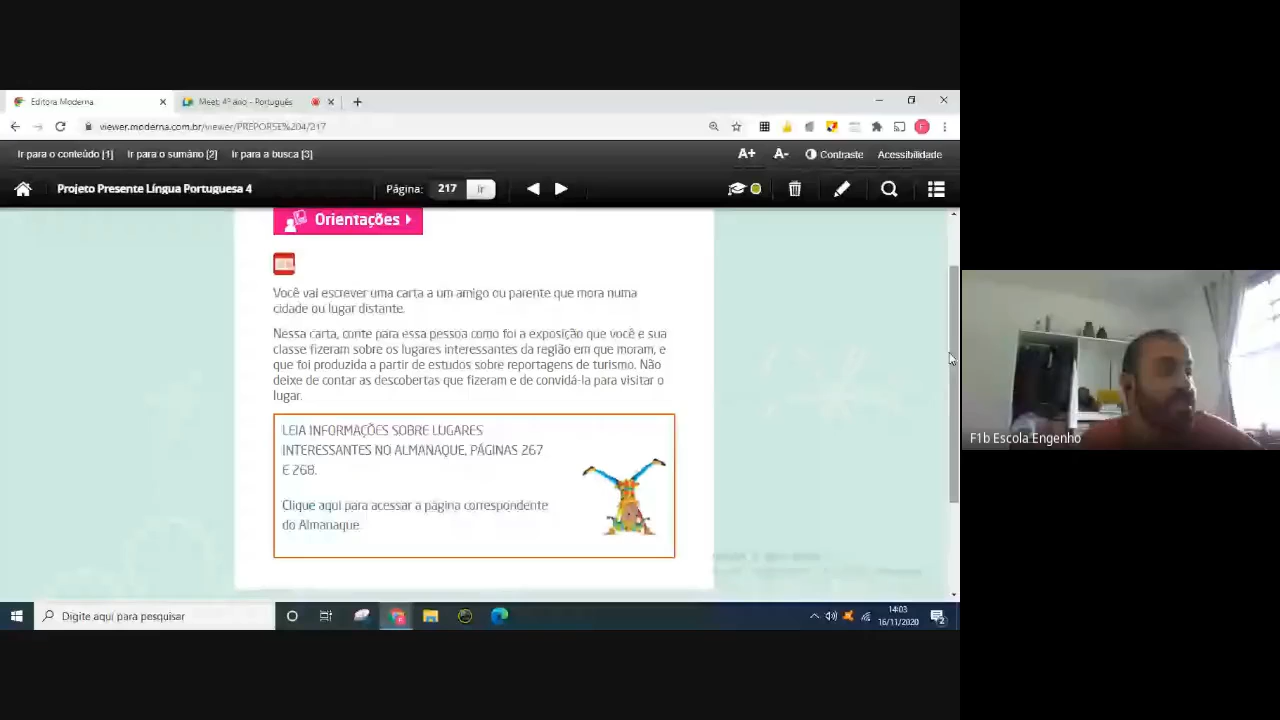 Editora Moderna
Meet: 4º ano - Português
viewer.moderna.com.br/viewer/PREPORSE%204/217
Ir para o conteúdo [1] Ir para o sumário [2] Ir para a busca [3]
A+ A- Contraste Acessibilidade
Projeto Presente Língua Portuguesa 4
Página: 217 Ir
Orientações
Você vai escrever uma carta a um amigo ou parente que mora numa
cidade ou lugar distante.
Nessa carta, conte para essa pessoa como foi a exposição que você e sua
classe fizeram sobre os lugares interessantes da região em que moram, e
que foi produzida a partir de estudos sobre reportagens de turismo. Não
deixe de contar as descobertas que fizeram e de convidá-la para visitar o
lugar.
LEIA INFORMAÇÕES SOBRE LUGARES
INTERESSANTES NO ALMANAQUE, PÁGINAS 267
E 268.
Clique aqui para acessar a página correspondente
do Almanaque
F1b Escola Engenho
Digite aqui para pesquisar
14:03
16/11/2020